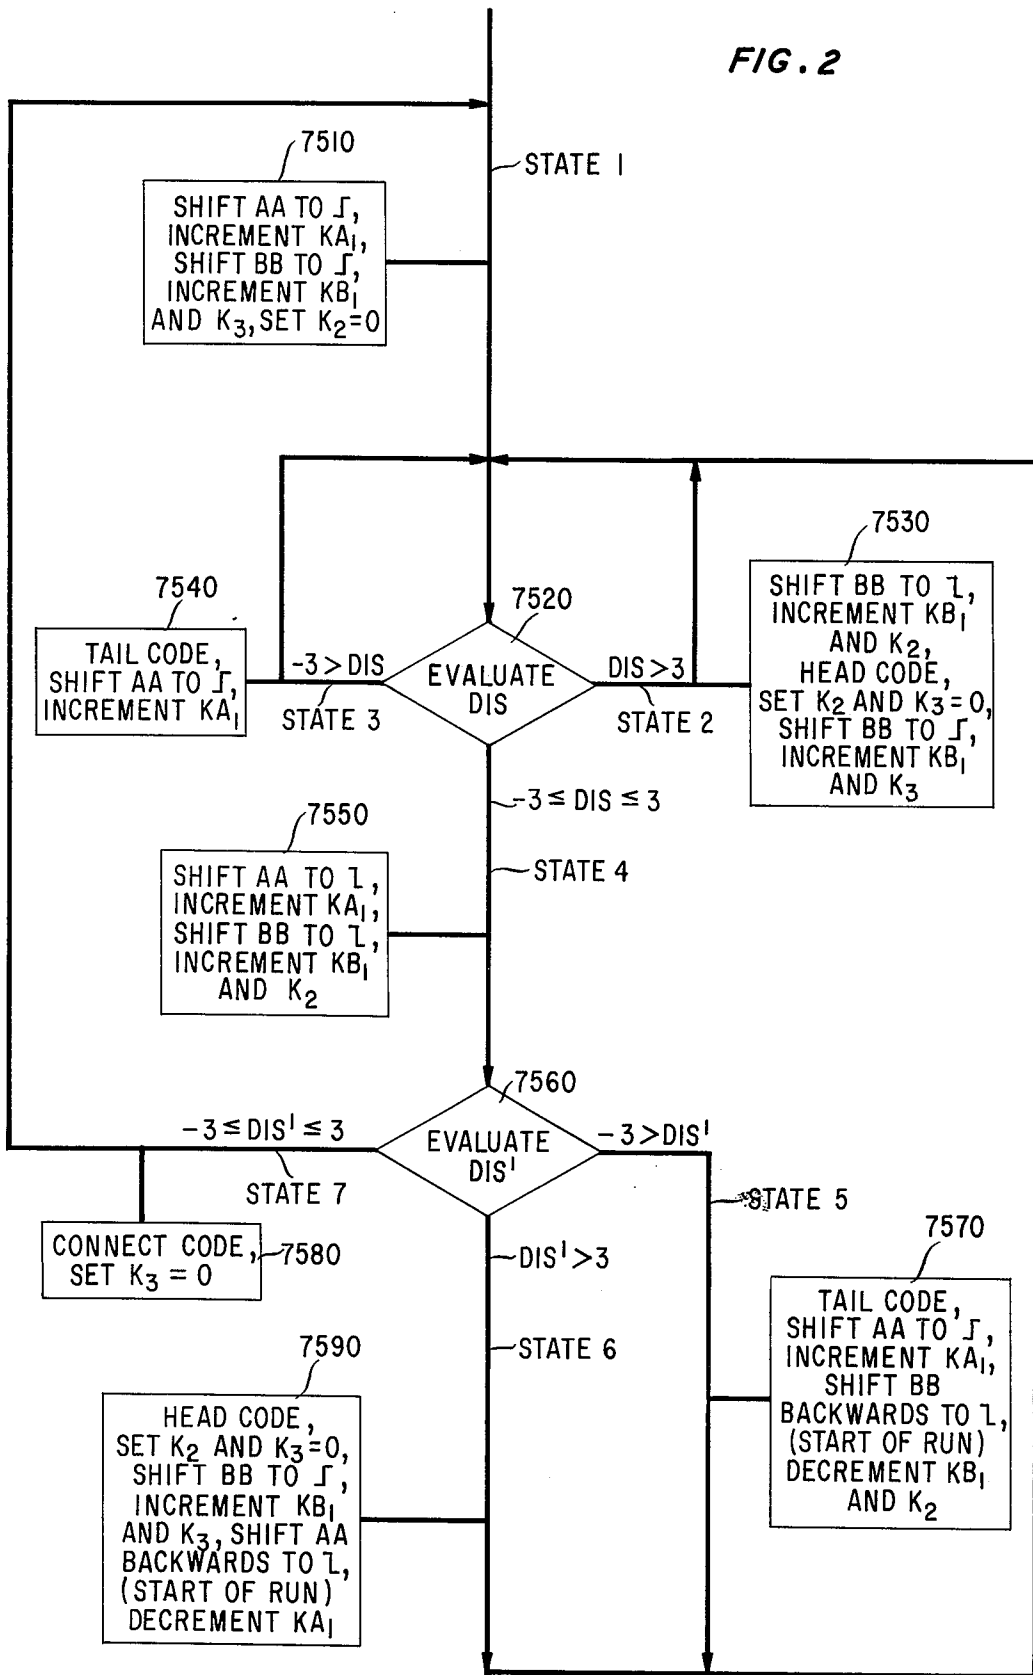 FIG. 2
7510
STATE 1
SHIFT AA TO ⎍,
INCREMENT KA₁,
SHIFT BB TO ⎍,
INCREMENT KB₁
AND K₃, SET K₂=0
7530
SHIFT BB TO ʅ,
INCREMENT KB₁
AND K₂,
HEAD CODE,
SET K₂ AND K₃=0,
SHIFT BB TO ⎍,
INCREMENT KB₁
AND K₃
7540
TAIL CODE,
SHIFT AA TO ⎍,
INCREMENT KA₁
-3 > DIS
STATE 3
7520
EVALUATE
DIS
DIS > 3
STATE 2
-3 ≤ DIS ≤ 3
7550
STATE 4
SHIFT AA TO ʅ,
INCREMENT KA₁,
SHIFT BB TO ʅ,
INCREMENT KB₁
AND K₂
7560
EVALUATE
DIS¹
-3 ≤ DIS¹ ≤ 3
STATE 7
-3 > DIS¹
STATE 5
CONNECT CODE,
SET K₃ = 0
7580
DIS¹ > 3
STATE 6
7570
TAIL CODE,
SHIFT AA TO ⎍,
INCREMENT KA₁,
SHIFT BB
BACKWARDS TO ʅ,
(START OF RUN)
DECREMENT KB₁
AND K₂
7590
HEAD CODE,
SET K₂ AND K₃=0,
SHIFT BB TO ⎍,
INCREMENT KB₁
AND K₃, SHIFT AA
BACKWARDS TO ʅ,
(START OF RUN)
DECREMENT KA₁